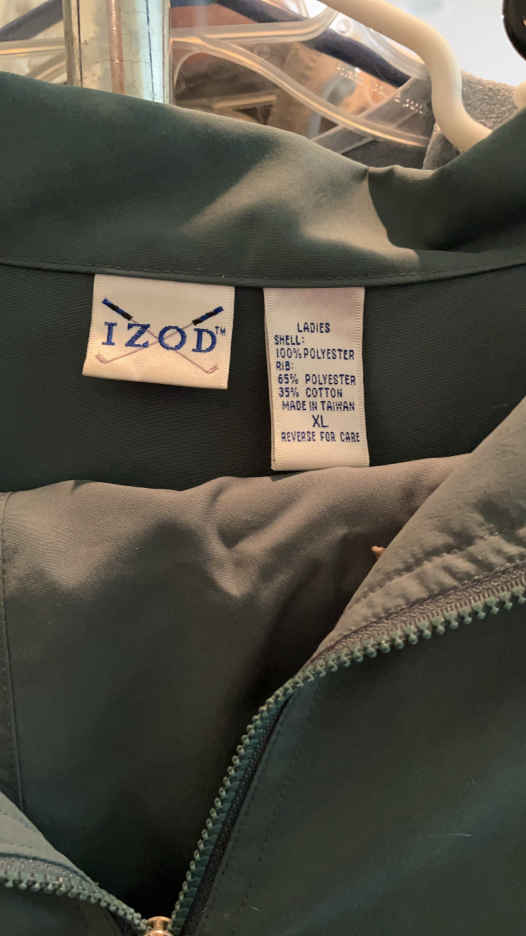 IZOD™
LADIES
SHELL:
100% POLYESTER
RIB:
65% POLYESTER
35% COTTON
MADE IN TAIWAN
XL
REVERSE FOR CARE